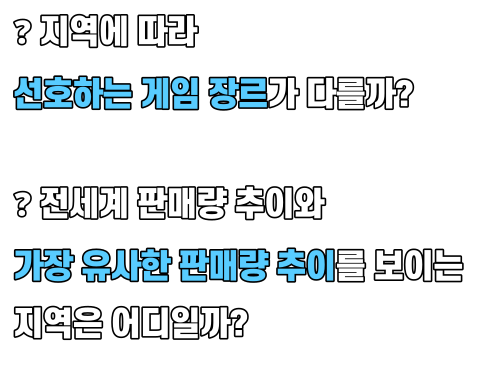 ? 지역에 따라
선호하는 게임 장르가 다를까?
? 전세계 판매량 추이와
가장 유사한 판매량 추이를 보이는
지역은 어디일까?